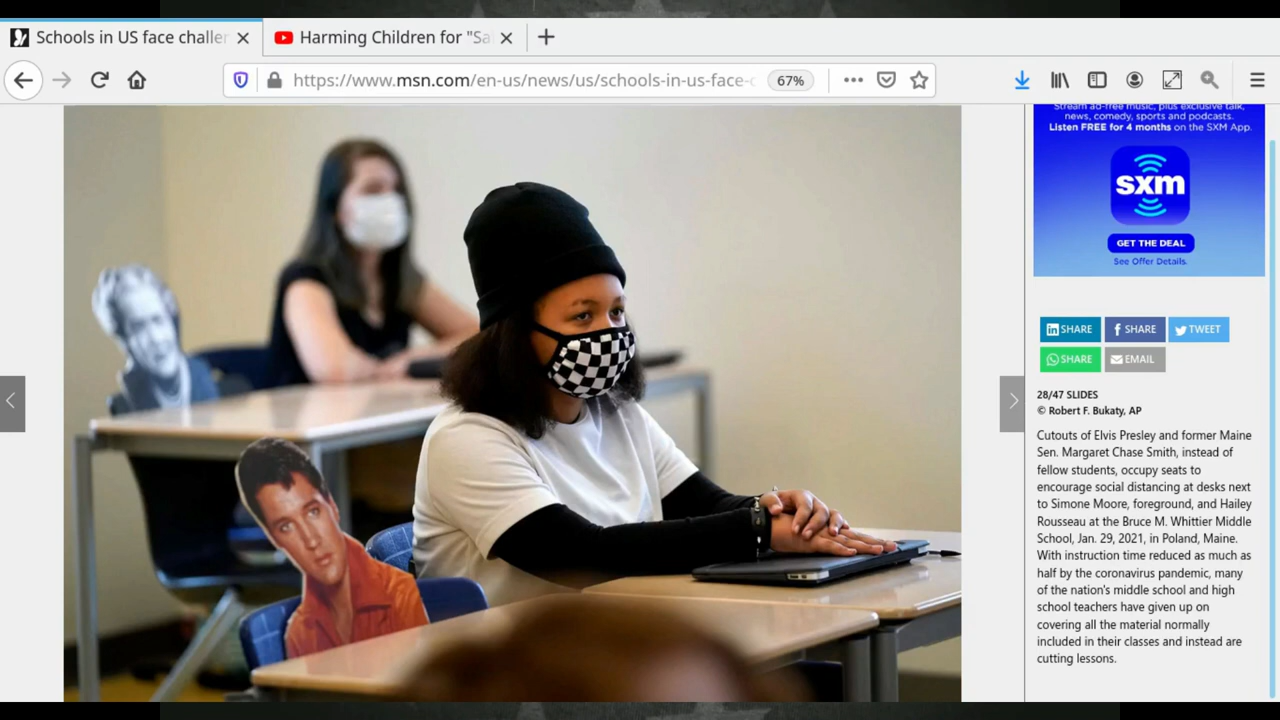 Schools in US face challer
Harming Children for "Sa
https://www.msn.com/en-us/news/us/schools-in-us-face-c
67%
Stream ad-free music, plus exclusive talk,
news, comedy, sports and podcasts.
Listen FREE for 4 months on the SXM App.
sxm
GET THE DEAL
See Offer Details.
in SHARE
f SHARE
TWEET
SHARE
EMAIL
28/47 SLIDES
© Robert F. Bukaty, AP
Cutouts of Elvis Presley and former Maine
Sen. Margaret Chase Smith, instead of
fellow students, occupy seats to
encourage social distancing at desks next
to Simone Moore, foreground, and Hailey
Rousseau at the Bruce M. Whittier Middle
School, Jan. 29, 2021, in Poland, Maine.
With instruction time reduced as much as
half by the coronavirus pandemic, many
of the nation's middle school and high
school teachers have given up on
covering all the material normally
included in their classes and instead are
cutting lessons.